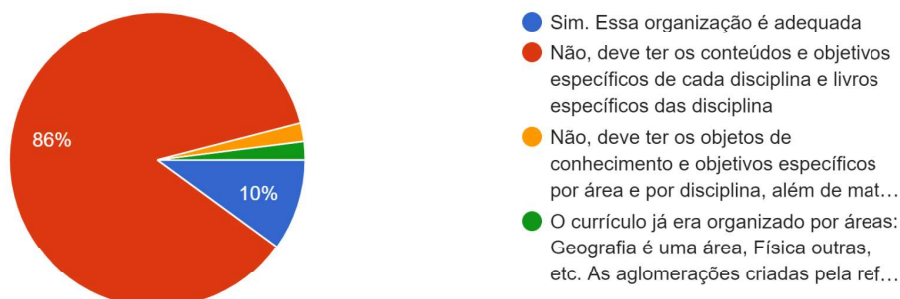 86%
10%
Sim. Essa organização é adequada
Não, deve ter os conteúdos e objetivos
específicos de cada disciplina e livros
específicos das disciplina
Não, deve ter os objetos de
conhecimento e objetivos específicos
por área e por disciplina, além de mat…
O currículo já era organizado por áreas:
Geografia é uma área, Física outras,
etc. As aglomerações criadas pela ref…